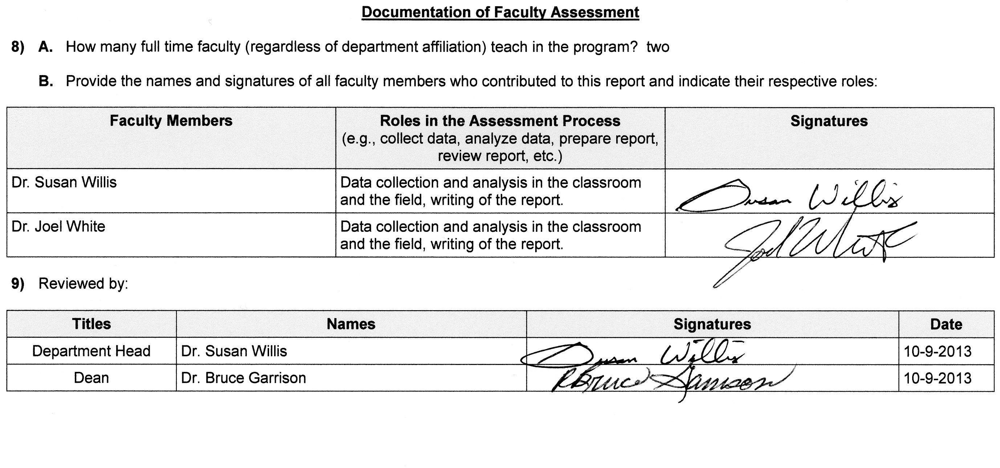 Documentation of Faculty Assessment
8) A. How many full time faculty (regardless of department affiliation) teach in the program? two
B. Provide the names and signatures of all faculty members who contributed to this report and indicate their respective roles:
Faculty Members
Roles in the Assessment Process
(e.g., collect data, analyze data, prepare report,
review report, etc.)
Signatures
Dr. Susan Willis
Data collection and analysis in the classroom
and the field, writing of the report.
Susan Willis
Dr. Joel White
Data collection and analysis in the classroom
and the field, writing of the report.
Joel White
9) Reviewed by:
Titles Names Signatures Date
Department Head Dr. Susan Willis Susan Willis 10-9-2013
Dean Dr. Bruce Garrison R Bruce Garrison 10-9-2013